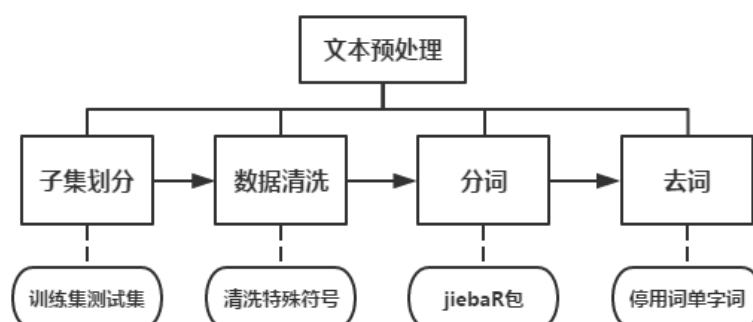 文本预处理
子集划分
数据清洗
分词
去词
训练集测试集
清洗特殊符号
jiebaR包
停用词单字词